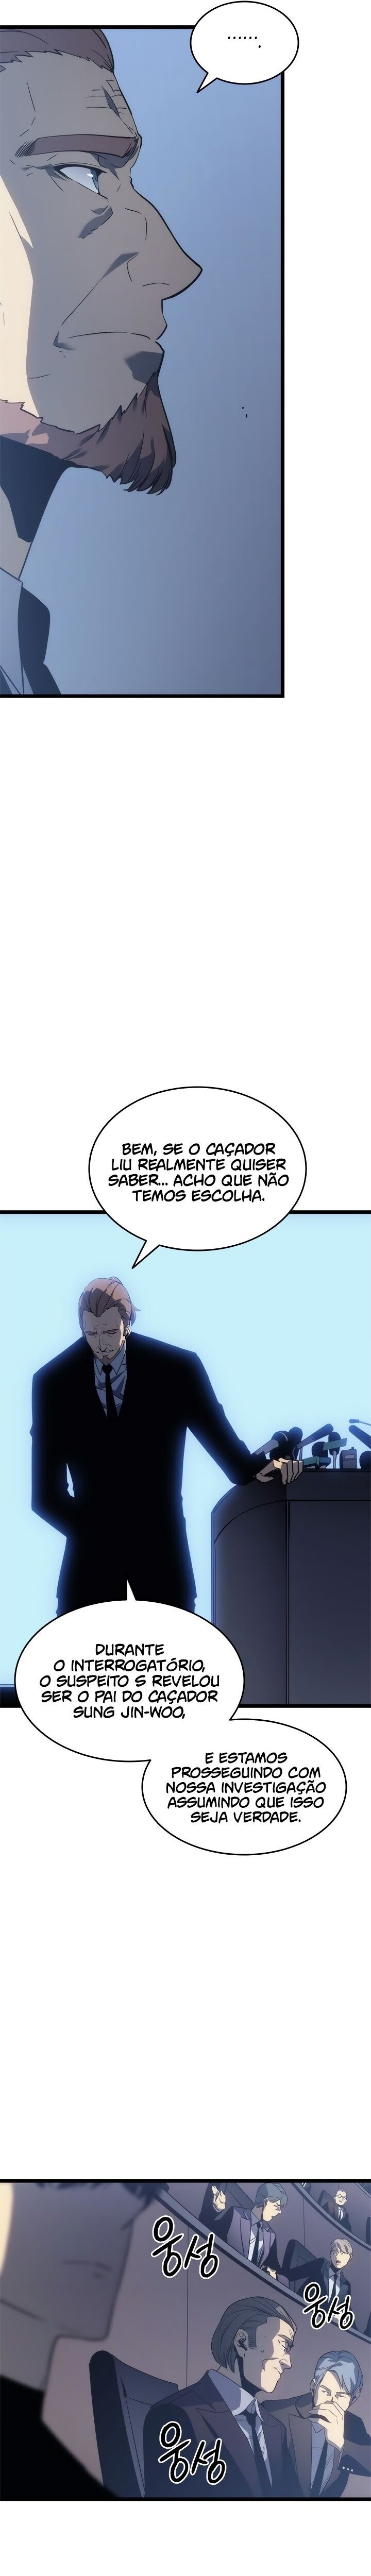 .......
BEM, SE O CAÇADOR
LIU REALMENTE QUISER
SABER... ACHO QUE NÃO
TEMOS ESCOLHA.
DURANTE
O INTERROGATÓRIO,
O SUSPEITO S REVELOU
SER O PAI DO CAÇADOR
SUNG JIN-WOO,
E ESTAMOS
PROSSEGUINDO COM
NOSSA INVESTIGAÇÃO
ASSUMINDO QUE ISSO
SEJA VERDADE.
웅성
웅성
웅성